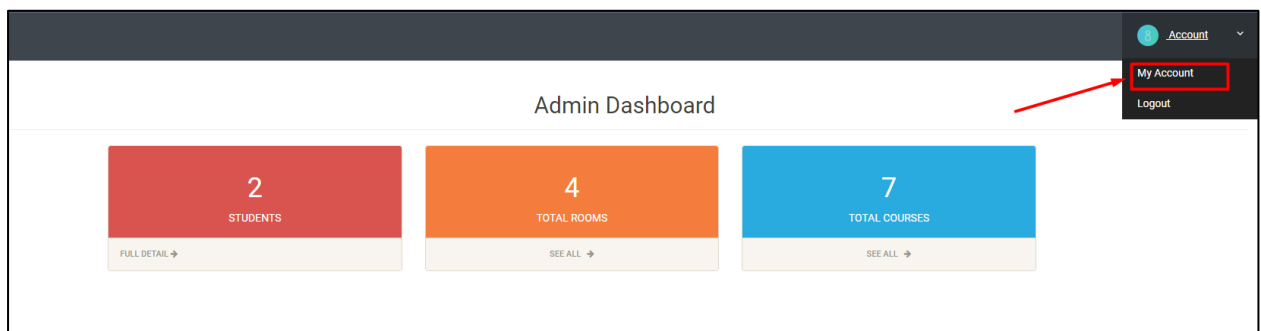 Account
My Account
Logout
Admin Dashboard
2
STUDENTS
FULL DETAIL
4
TOTAL ROOMS
SEE ALL
7
TOTAL COURSES
SEE ALL